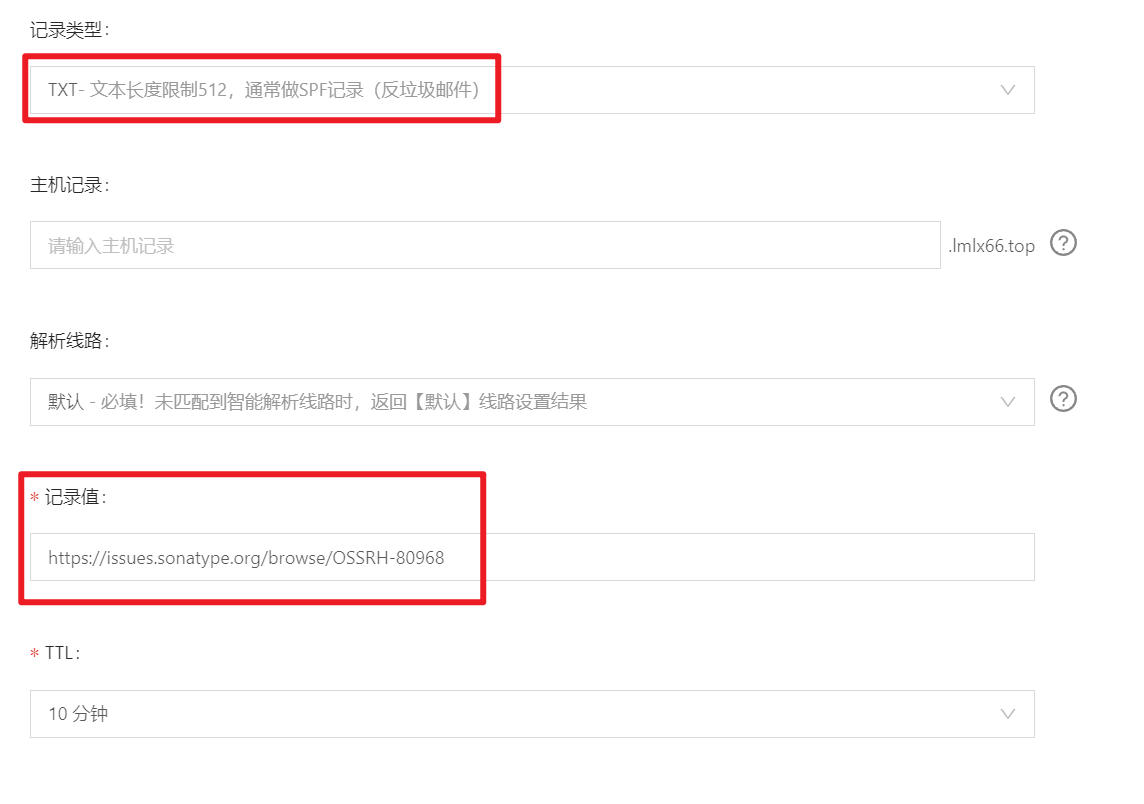 记录类型：
TXT- 文本长度限制512，通常做SPF记录（反垃圾邮件）
主机记录：
请输入主机记录
.lmlx66.top
解析线路：
默认 - 必填！未匹配到智能解析线路时，返回【默认】线路设置结果
* 记录值：
https://issues.sonatype.org/browse/OSSRH-80968
* TTL：
10 分钟